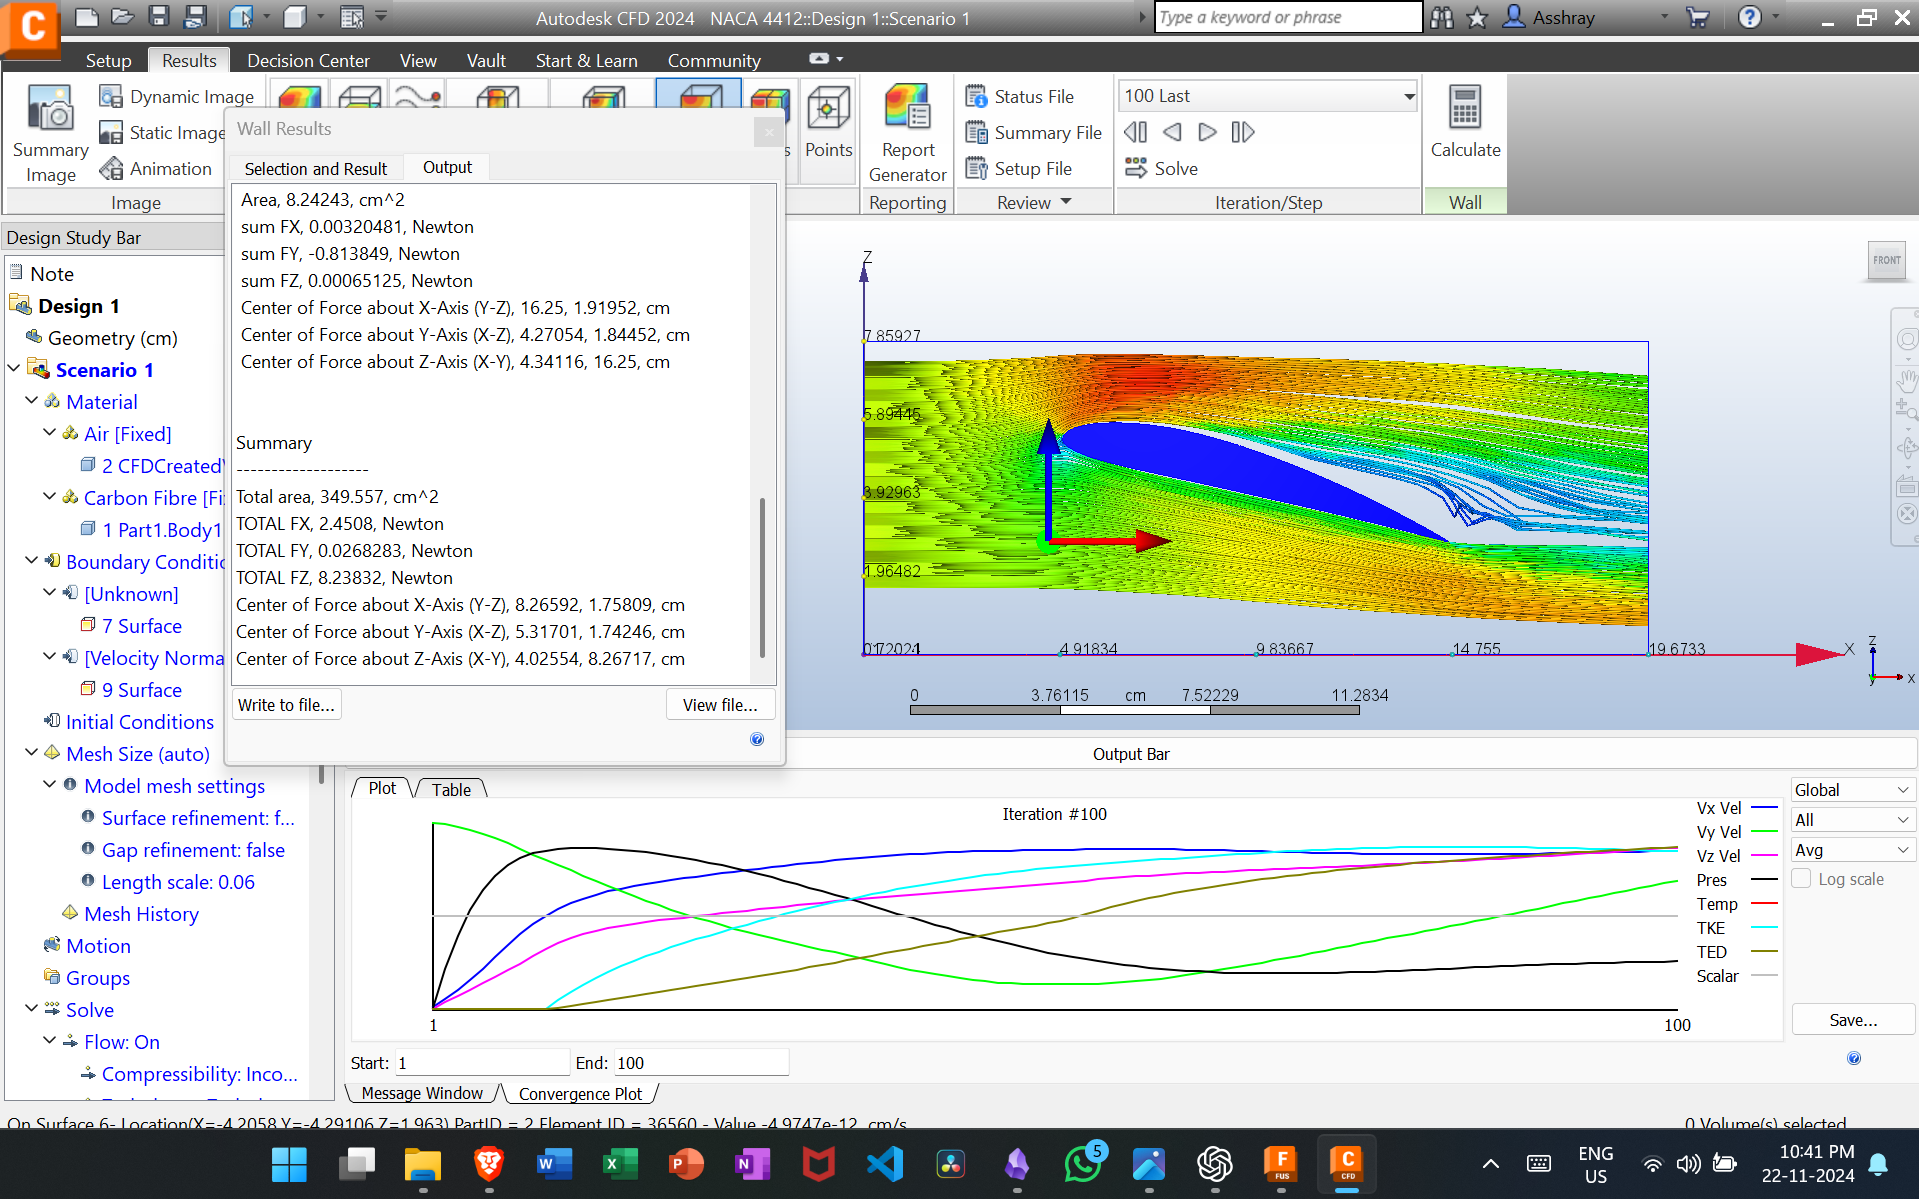 Autodesk CFD 2024 NACA 4412::Design 1::Scenario 1
Type a keyword or phrase
Asshray
Setup
Results
Decision Center
View
Vault
Start & Learn
Community
Summary Image
Dynamic Image
Static Image
Animation
Image
Points
Report Generator
Reporting
Status File
Summary File
Setup File
Review
100 Last
Solve
Iteration/Step
Calculate
Wall
Wall Results
Selection and Result
Output
Area, 8.24243, cm^2
sum FX, 0.00320481, Newton
sum FY, -0.813849, Newton
sum FZ, 0.00065125, Newton
Center of Force about X-Axis (Y-Z), 16.25, 1.91952, cm
Center of Force about Y-Axis (X-Z), 4.27054, 1.84452, cm
Center of Force about Z-Axis (X-Y), 4.34116, 16.25, cm
Summary
-------------------
Total area, 349.557, cm^2
TOTAL FX, 2.4508, Newton
TOTAL FY, 0.0268283, Newton
TOTAL FZ, 8.23832, Newton
Center of Force about X-Axis (Y-Z), 8.26592, 1.75809, cm
Center of Force about Y-Axis (X-Z), 5.31701, 1.74246, cm
Center of Force about Z-Axis (X-Y), 4.02554, 8.26717, cm
Write to file...
View file...
Design Study Bar
Note
Design 1
Geometry (cm)
Scenario 1
Material
Air [Fixed]
2 CFDCreated
Carbon Fibre [Fi
1 Part1.Body1
Boundary Conditio
[Unknown]
7 Surface
[Velocity Norma
9 Surface
Initial Conditions
Mesh Size (auto)
Model mesh settings
Surface refinement: f...
Gap refinement: false
Length scale: 0.06
Mesh History
Motion
Groups
Solve
Flow: On
Compressibility: Inco...
FRONT
Z
7.85927
5.89445
3.92963
1.96482
4.91834
9.83667
14.755
19.6733
X
Z
X
y
0
3.76115
cm
7.52229
11.2834
Output Bar
Plot
Table
Iteration #100
Vx Vel
Vy Vel
Vz Vel
Pres
Temp
TKE
TED
Scalar
1
100
Global
All
Avg
Log scale
Save...
Start: 1
End: 100
Message Window
Convergence Plot
On Surface 6- Location(X=-4.2058,Y=-4.29106,Z=1.963) PartID = 2 Element ID = 36560 - Value -4.9747e-12 cm/s
0 Volume(s) selected
5
FUS
CFD
ENG
US
10:41 PM
22-11-2024